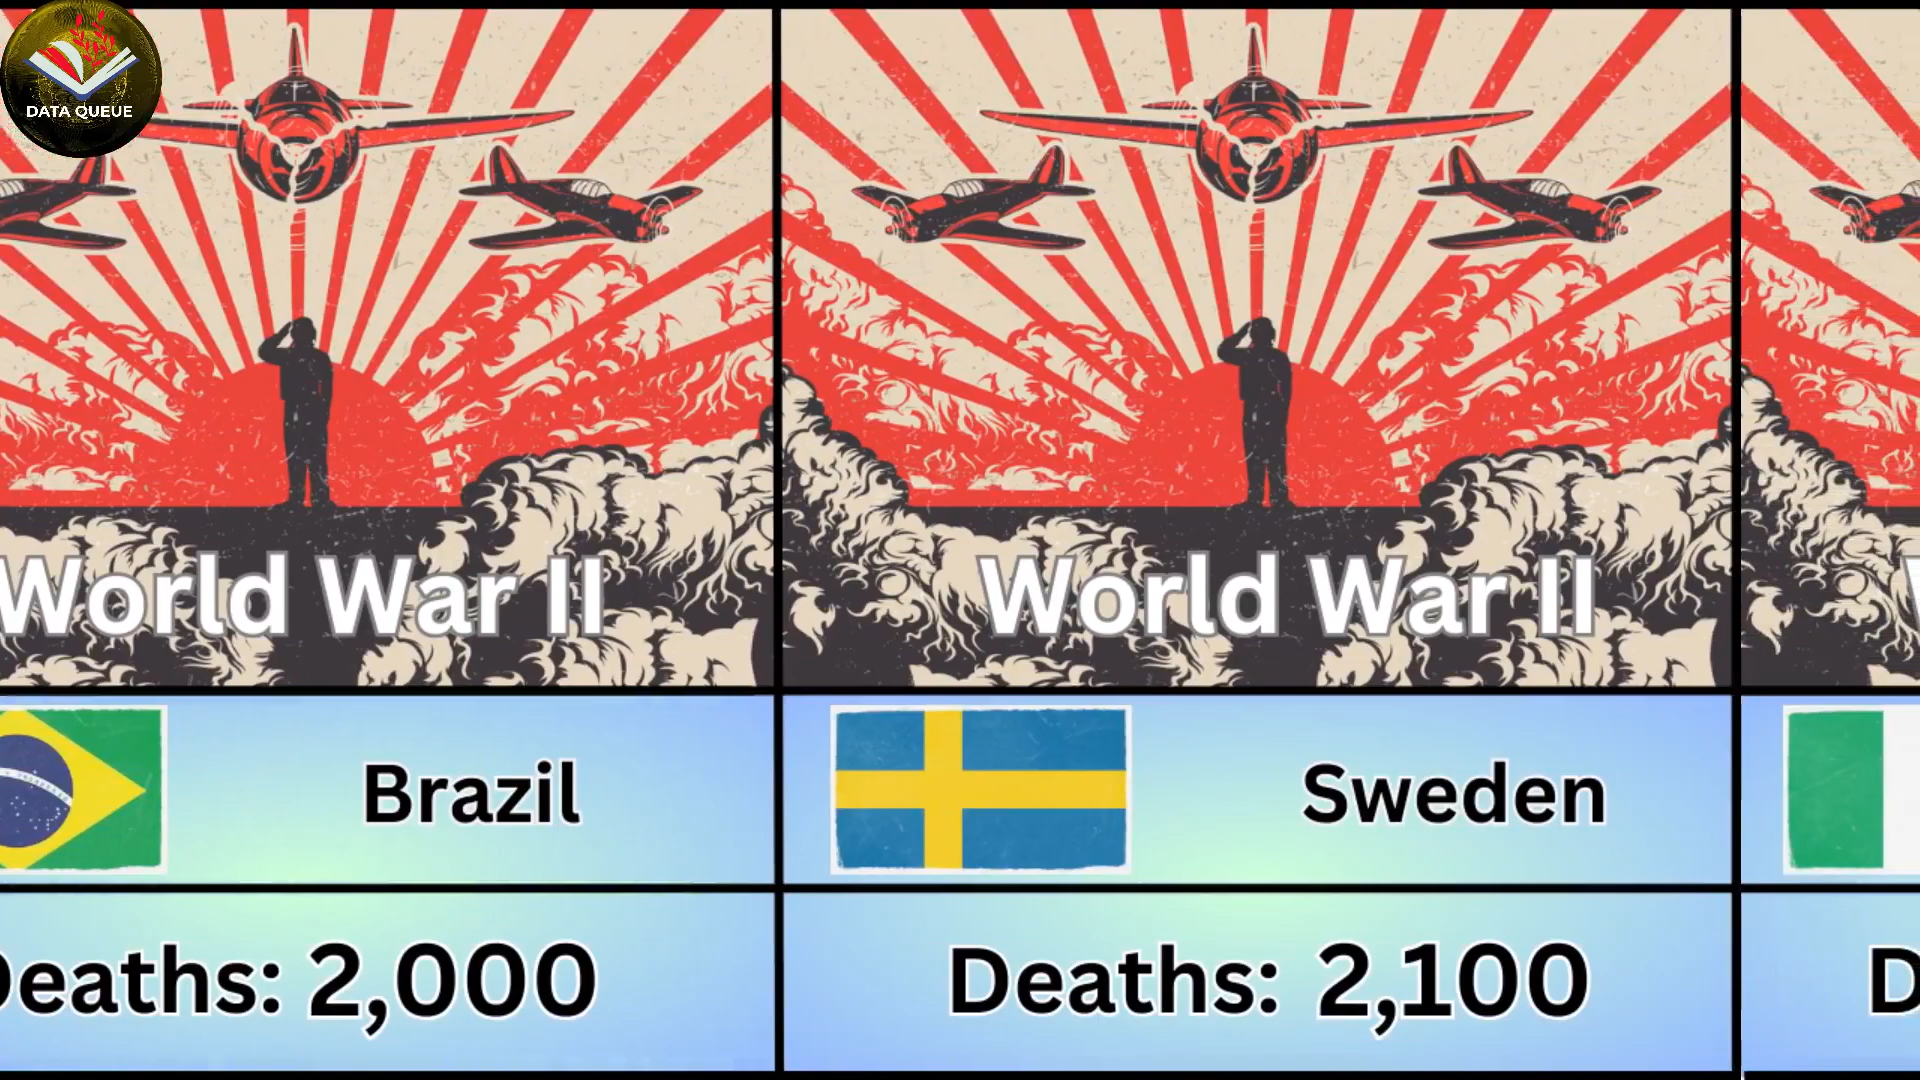 DATA QUEUE
World War II
World War II
Brazil
Sweden
Deaths: 2,000
Deaths: 2,100